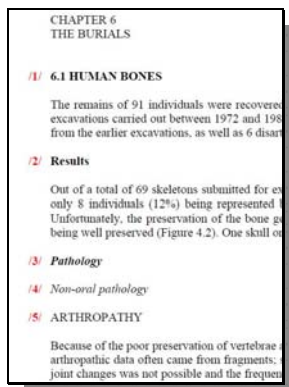 CHAPTER 6
THE BURIALS
/1/ 6.1 HUMAN BONES
The remains of 91 individuals were recovered
excavations carried out between 1972 and 198
from the earlier excavations, as well as 6 disar
/2/ Results
Out of a total of 69 skeletons submitted for ex
only 8 individuals (12%) being represented
Unfortunately, the preservation of the bone ge
being well preserved (Figure 4.2). One skull or
/3/ Pathology
/4/ Non-oral pathology
/5/ ARTHROPATHY
Because of the poor preservation of vertebrae a
arthropathic data often came from fragments;
joint changes was not possible and the frequen